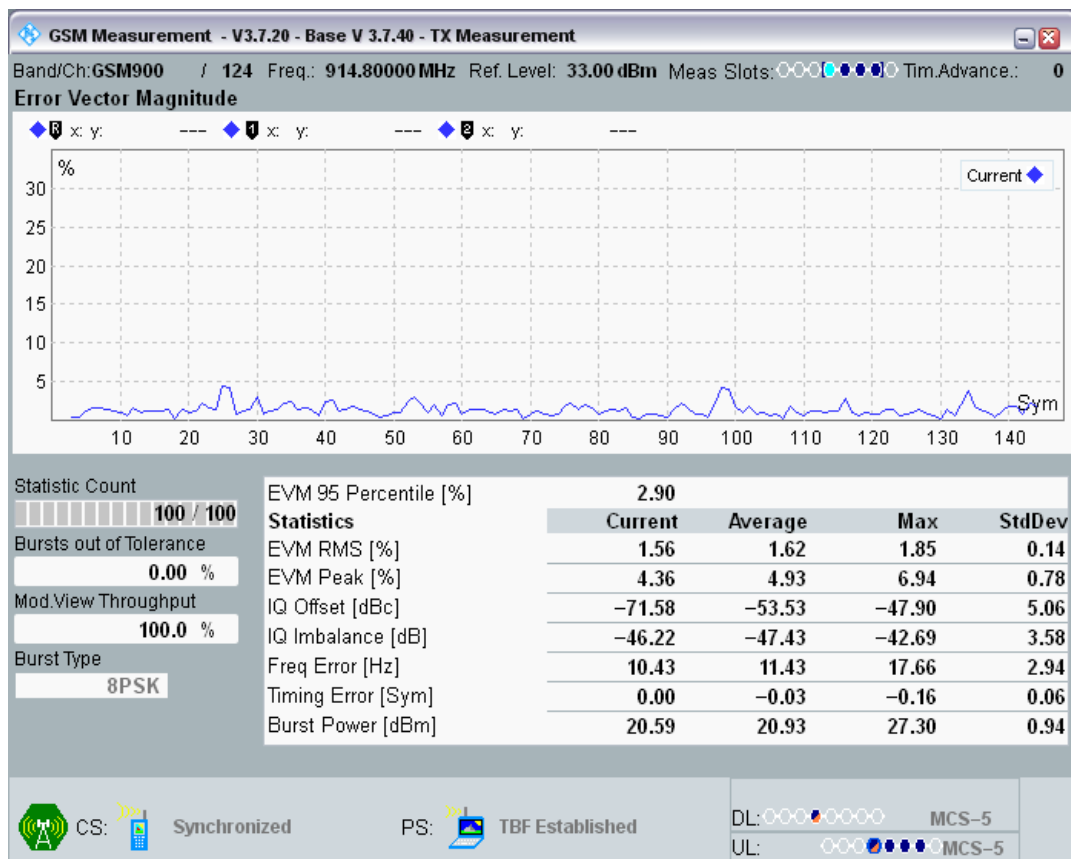 GSM Measurement - V3.7.20 - Base V 3.7.40 - TX Measurement
Band/Ch:GSM900 / 124 Freq.: 914.80000 MHz Ref. Level: 33.00 dBm Meas Slots: Tim.Advance.: 0
Error Vector Magnitude
R x: y: --- 1 x: y: --- 2 x: y: ---
%
Current
30
25
20
15
10
5
Sym
10 20 30 40 50 60 70 80 90 100 110 120 130 140
Statistic Count
100 / 100
Bursts out of Tolerance
0.00 %
Mod.View Throughput
100.0 %
Burst Type
8PSK
EVM 95 Percentile [%] 2.90
Statistics Current Average Max StdDev
EVM RMS [%] 1.56 1.62 1.85 0.14
EVM Peak [%] 4.36 4.93 6.94 0.78
IQ Offset [dBc] −71.58 −53.53 −47.90 5.06
IQ Imbalance [dB] −46.22 −47.43 −42.69 3.58
Freq Error [Hz] 10.43 11.43 17.66 2.94
Timing Error [Sym] 0.00 −0.03 −0.16 0.06
Burst Power [dBm] 20.59 20.93 27.30 0.94
CS: Synchronized PS: TBF Established
DL: MCS−5
UL: MCS−5